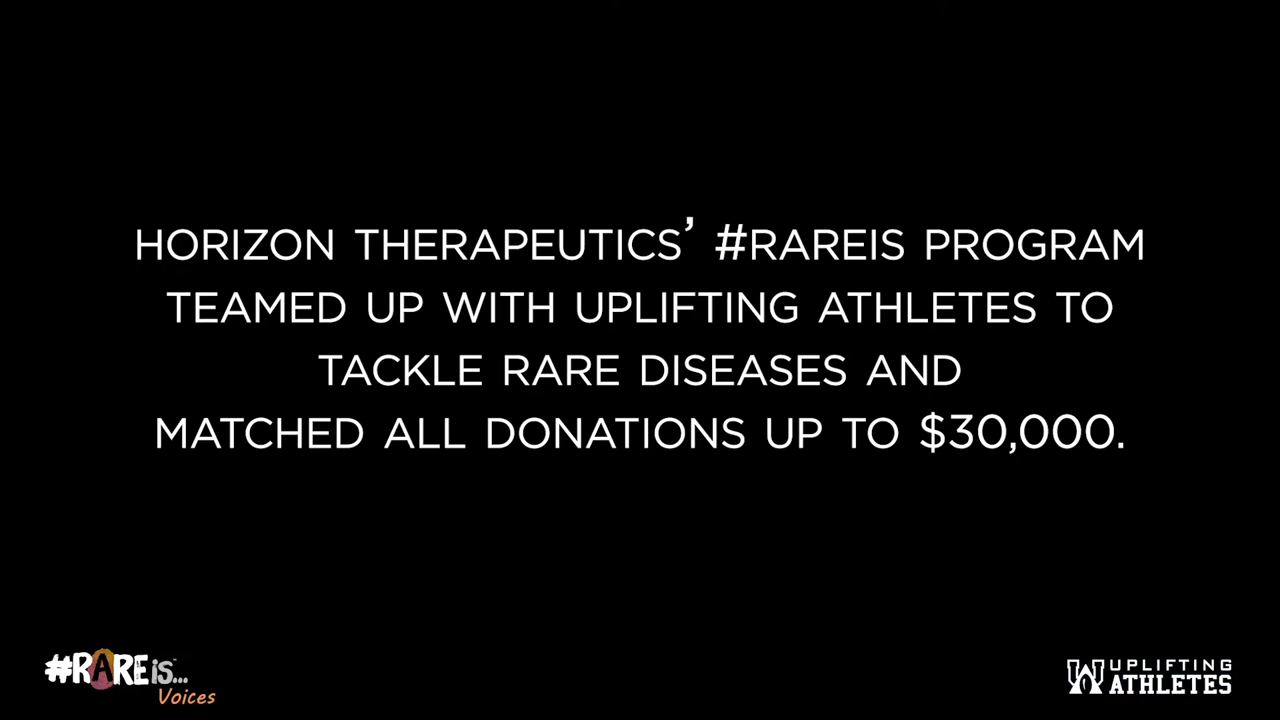 HORIZON THERAPEUTICS’ #RAREIS PROGRAM
TEAMED UP WITH UPLIFTING ATHLETES TO
TACKLE RARE DISEASES AND
MATCHED ALL DONATIONS UP TO $30,000.
#RAREis...™
Voices
UPLIFTING
ATHLETES